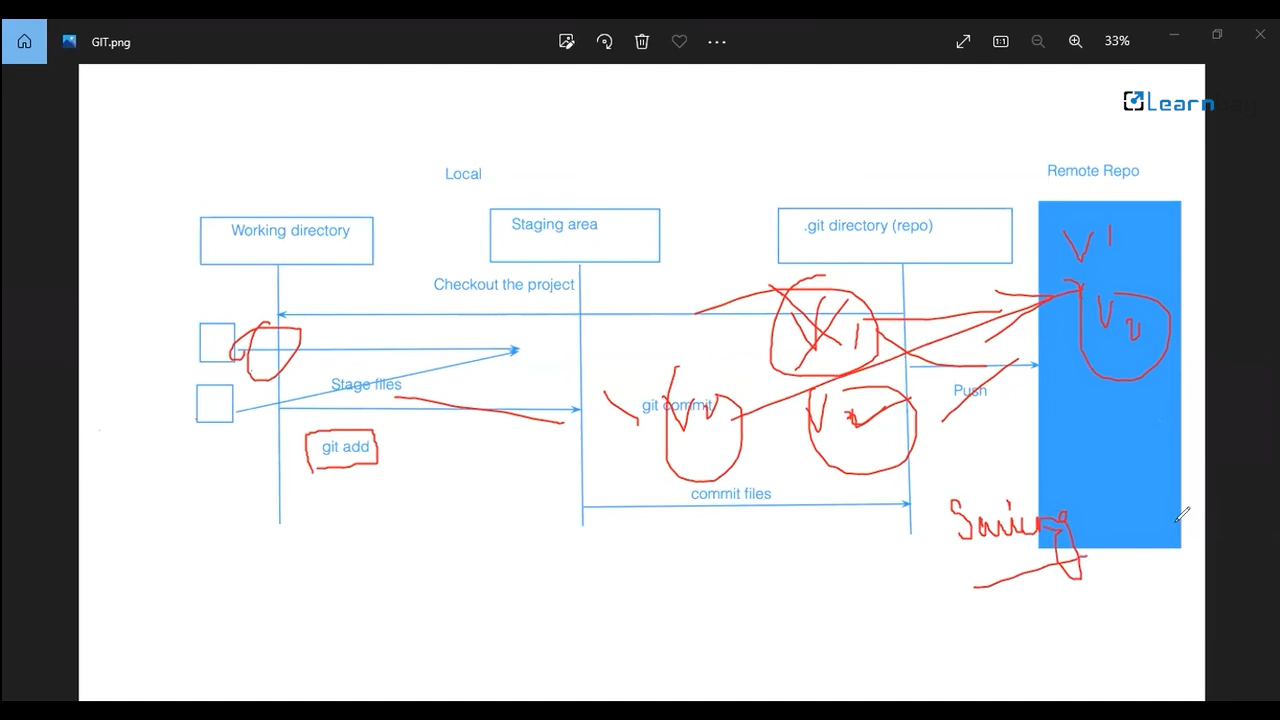 GIT.png
33%
Learnbay
Local
Remote Repo
Working directory
Staging area
.git directory (repo)
V1
Checkout the project
V2
V1
Stage files
git commit
Push
V2
git add
commit files